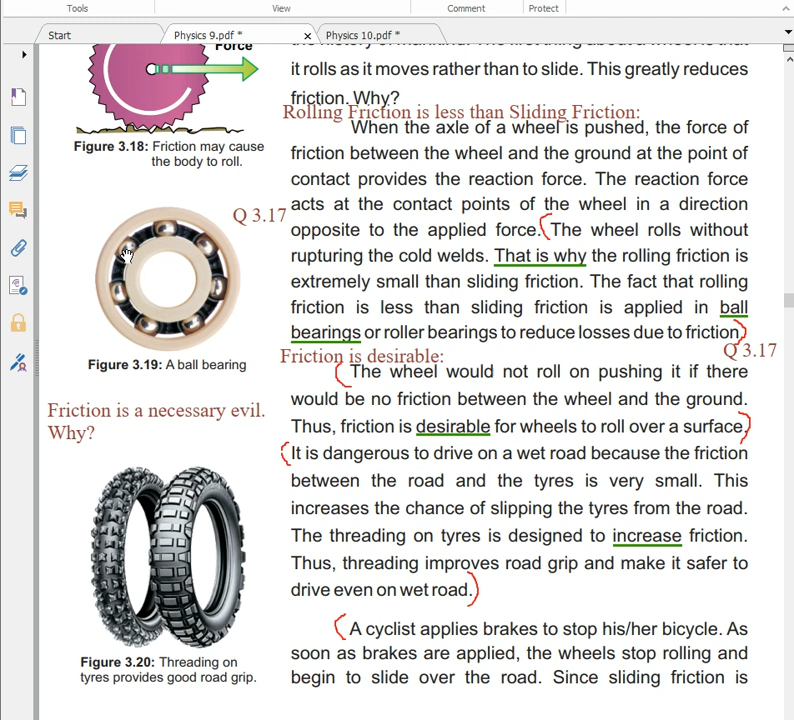 Tools View Comment Protect
Start Physics 9.pdf * x Physics 10.pdf *
Force
Figure 3.18: Friction may cause
the body to roll.
Q 3.17
Figure 3.19: A ball bearing
Friction is a necessary evil.
Why?
Figure 3.20: Threading on
tyres provides good road grip.
it rolls as it moves rather than to slide. This greatly reduces
friction. Why?
Rolling Friction is less than Sliding Friction:
When the axle of a wheel is pushed, the force of
friction between the wheel and the ground at the point of
contact provides the reaction force. The reaction force
acts at the contact points of the wheel in a direction
opposite to the applied force. (The wheel rolls without
rupturing the cold welds. That is why the rolling friction is
extremely small than sliding friction. The fact that rolling
friction is less than sliding friction is applied in ball
bearings or roller bearings to reduce losses due to friction.)
Friction is desirable: Q 3.17
(The wheel would not roll on pushing it if there
would be no friction between the wheel and the ground.
Thus, friction is desirable for wheels to roll over a surface.)
(It is dangerous to drive on a wet road because the friction
between the road and the tyres is very small. This
increases the chance of slipping the tyres from the road.
The threading on tyres is designed to increase friction.
Thus, threading improves road grip and make it safer to
drive even on wet road.)
(A cyclist applies brakes to stop his/her bicycle. As
soon as brakes are applied, the wheels stop rolling and
begin to slide over the road. Since sliding friction is